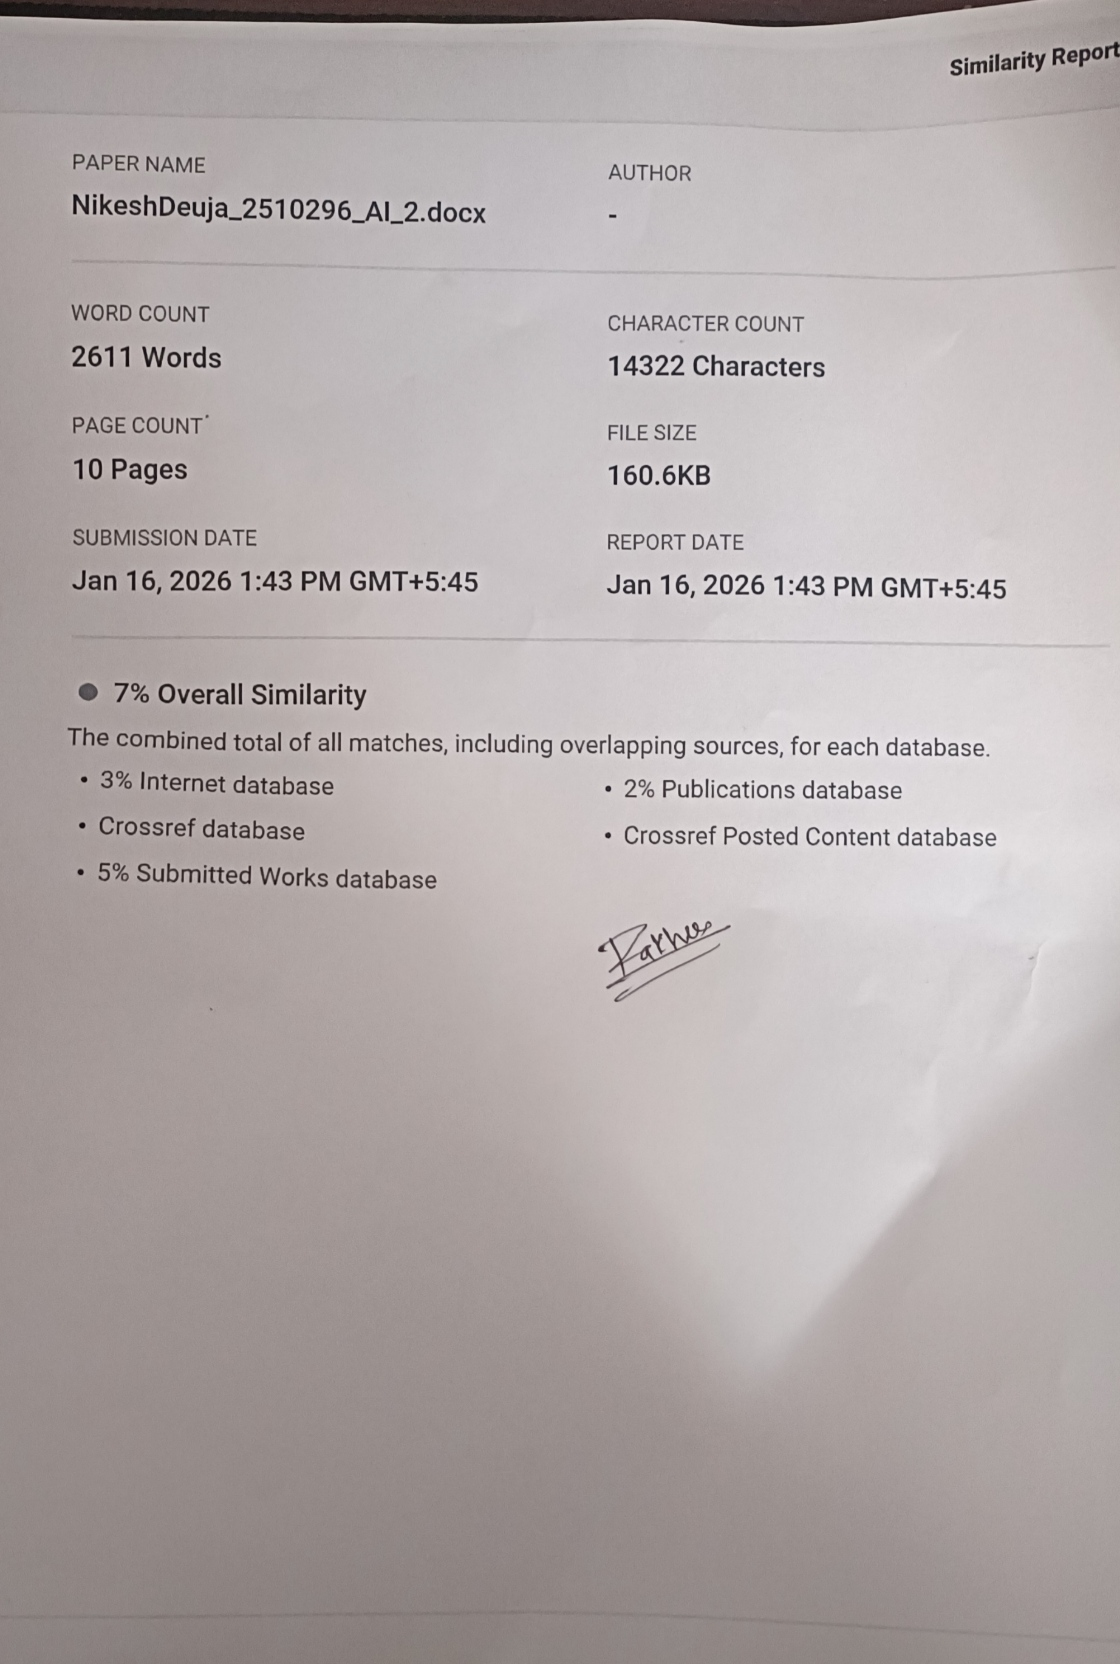 Similarity Report
PAPER NAME
NikeshDeuja_2510296_AI_2.docx
AUTHOR
-
WORD COUNT
2611 Words
CHARACTER COUNT
14322 Characters
PAGE COUNT
10 Pages
FILE SIZE
160.6KB
SUBMISSION DATE
Jan 16, 2026 1:43 PM GMT+5:45
REPORT DATE
Jan 16, 2026 1:43 PM GMT+5:45
7% Overall Similarity
The combined total of all matches, including overlapping sources, for each database.
• 3% Internet database
• 2% Publications database
• Crossref database
• Crossref Posted Content database
• 5% Submitted Works database